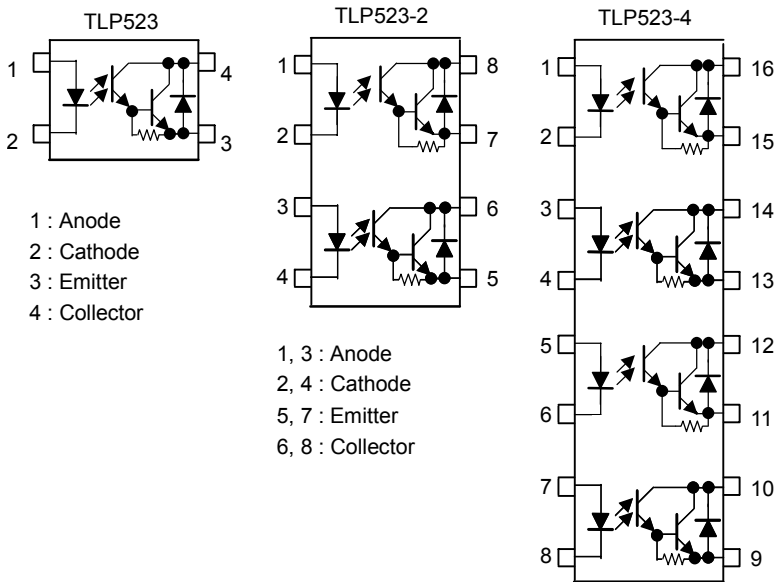 TLP523
1
2
4
3
1 : Anode
2 : Cathode
3 : Emitter
4 : Collector
TLP523-2
1
2
3
4
8
7
6
5
1, 3 : Anode
2, 4 : Cathode
5, 7 : Emitter
6, 8 : Collector
TLP523-4
1
2
3
4
5
6
7
8
16
15
14
13
12
11
10
9